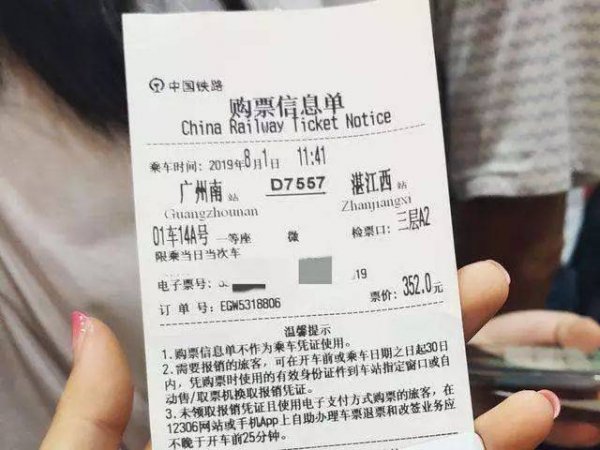 中国铁路
购票信息单
China Railway Ticket Notice
乘车时间: 2019年8月1日 11:41
广州南站 D7557 湛江西站
Guangzhounan Zhanjiangxi
01车14A号 一等座 微 检票口: 三层A2
限乘当日当次车
电子票号: 19
订 单 号: EGW5318806 票价: 352.0元
温馨提示
1.购票信息单不作为乘车凭证使用。
2.需要报销的旅客,可在开车前或乘车日期之日起30日
内,凭购票时使用的有效身份证件到车站指定窗口或自
动售/取票机换取报销凭证。
3.未领取报销凭证且使用电子支付方式购票的旅客,在
12306网站或手机App上自助办理车票退票和改签业务应
不晚于开车前25分钟。